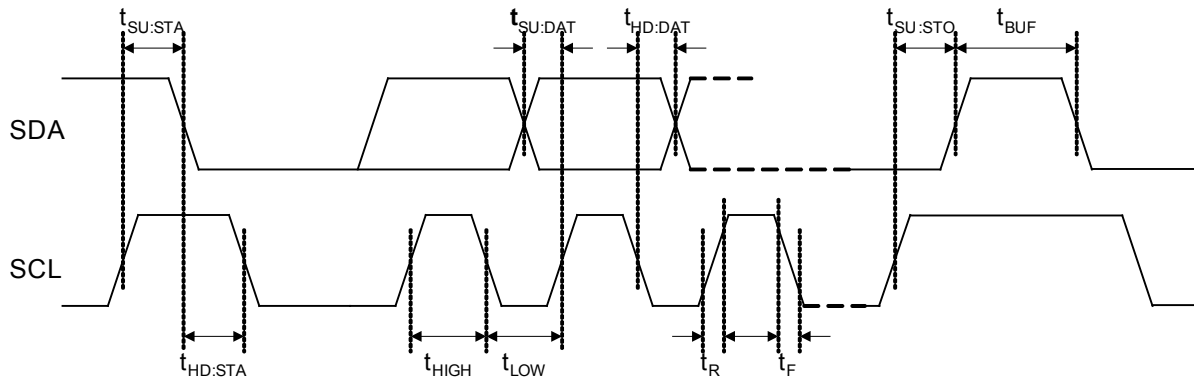 tSU:STA tSU:DAT tHD:DAT tSU:STO tBUF
SDA
SCL
tHD:STA tHIGH tLOW tR tF